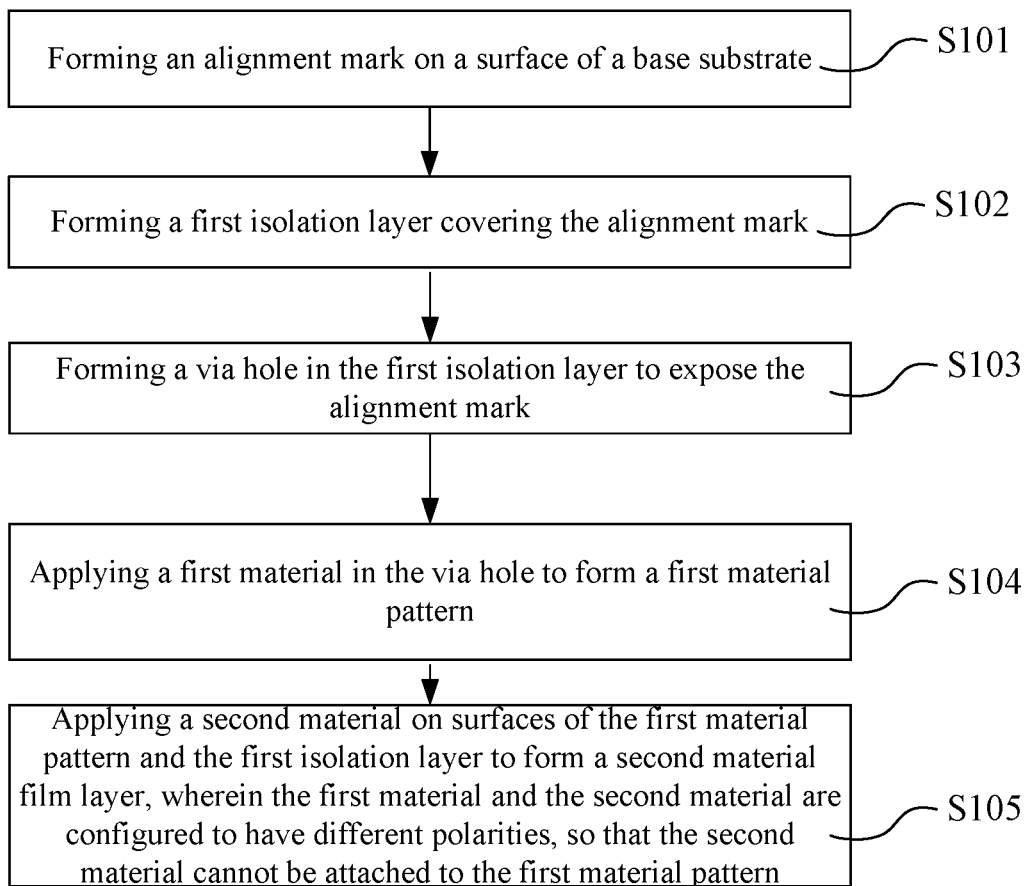 Forming an alignment mark on a surface of a base substrate
S101
Forming a first isolation layer covering the alignment mark
S102
Forming a via hole in the first isolation layer to expose the
alignment mark
S103
Applying a first material in the via hole to form a first material
pattern
S104
Applying a second material on surfaces of the first material
pattern and the first isolation layer to form a second material
film layer, wherein the first material and the second material are
configured to have different polarities, so that the second
material cannot be attached to the first material pattern
S105